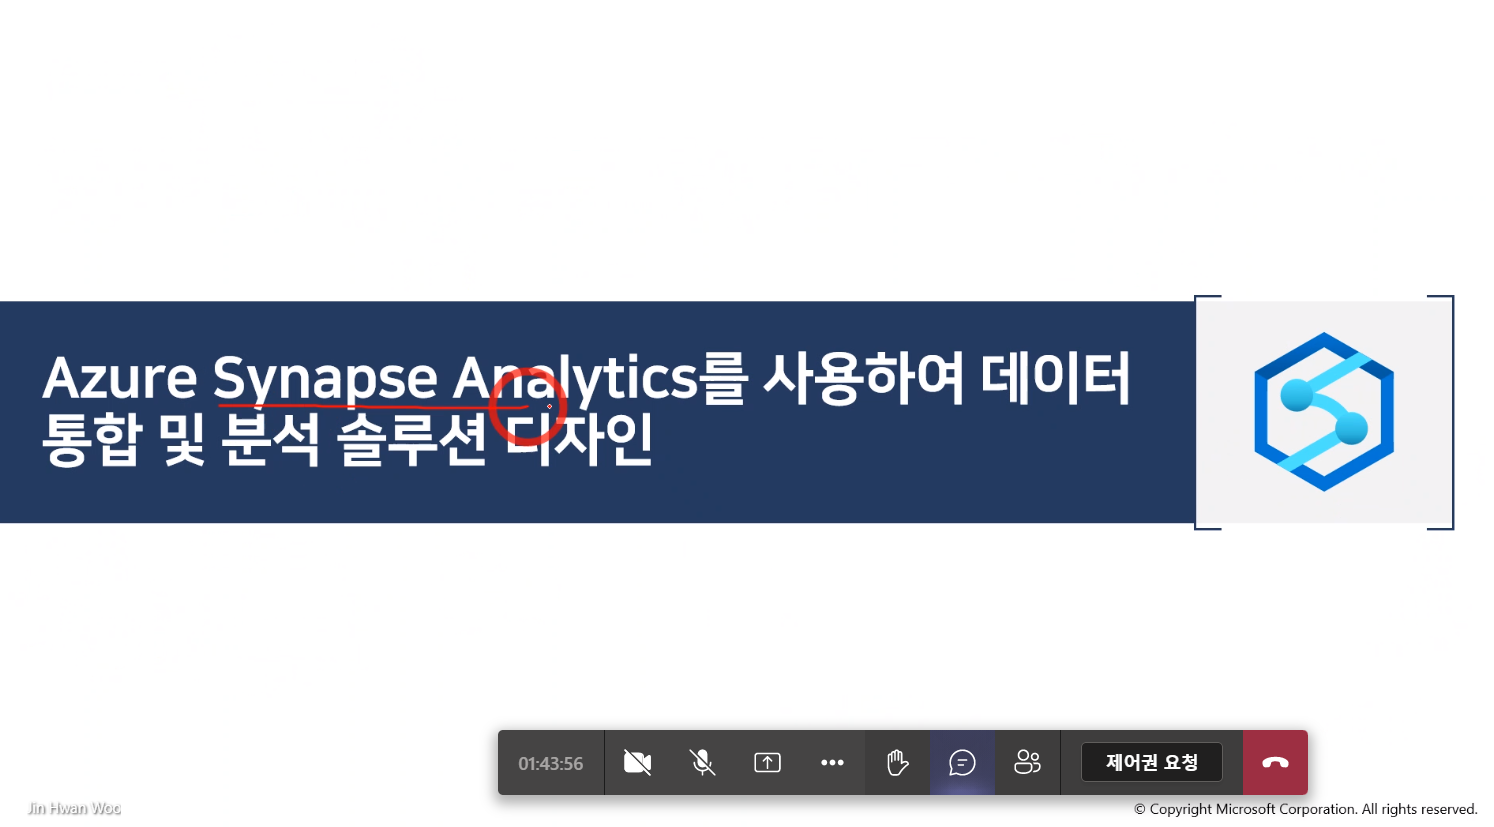 Azure Synapse Analytics를 사용하여 데이터
통합 및 분석 솔루션 디자인
01:43:56
제어권 요청
Jin Hwan Woo
© Copyright Microsoft Corporation. All rights reserved.